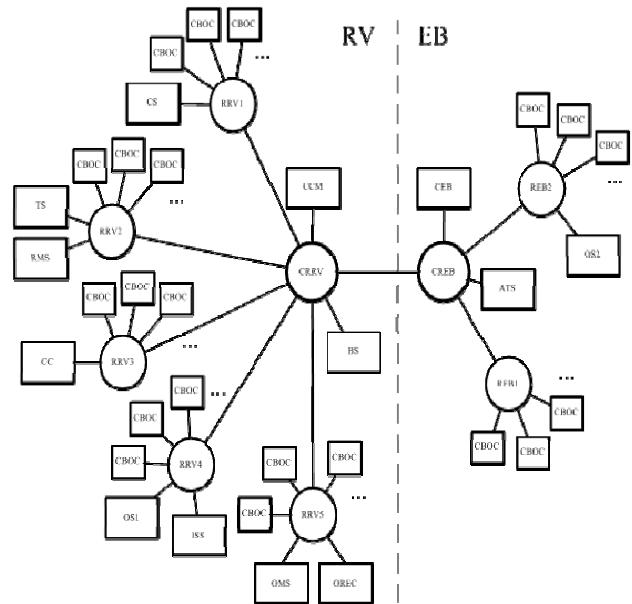 RV
EB
CBOC
CBOC
CBOC
...
CS
RRV1
CBOC
CBOC
CBOC
...
TS
RRV2
RMS
UCM
CEB
CBOC
CBOC
CBOC
...
REB2
OS2
CRRV
CREB
ATS
CBOC
CBOC
CBOC
...
CC
RRV3
HS
CBOC
CBOC
...
CBOC
RRV4
OS1
ISS
REB1
...
CBOC
CBOC
CBOC
CBOC
CBOC
...
CBOC
RRV5
OMS
OREC